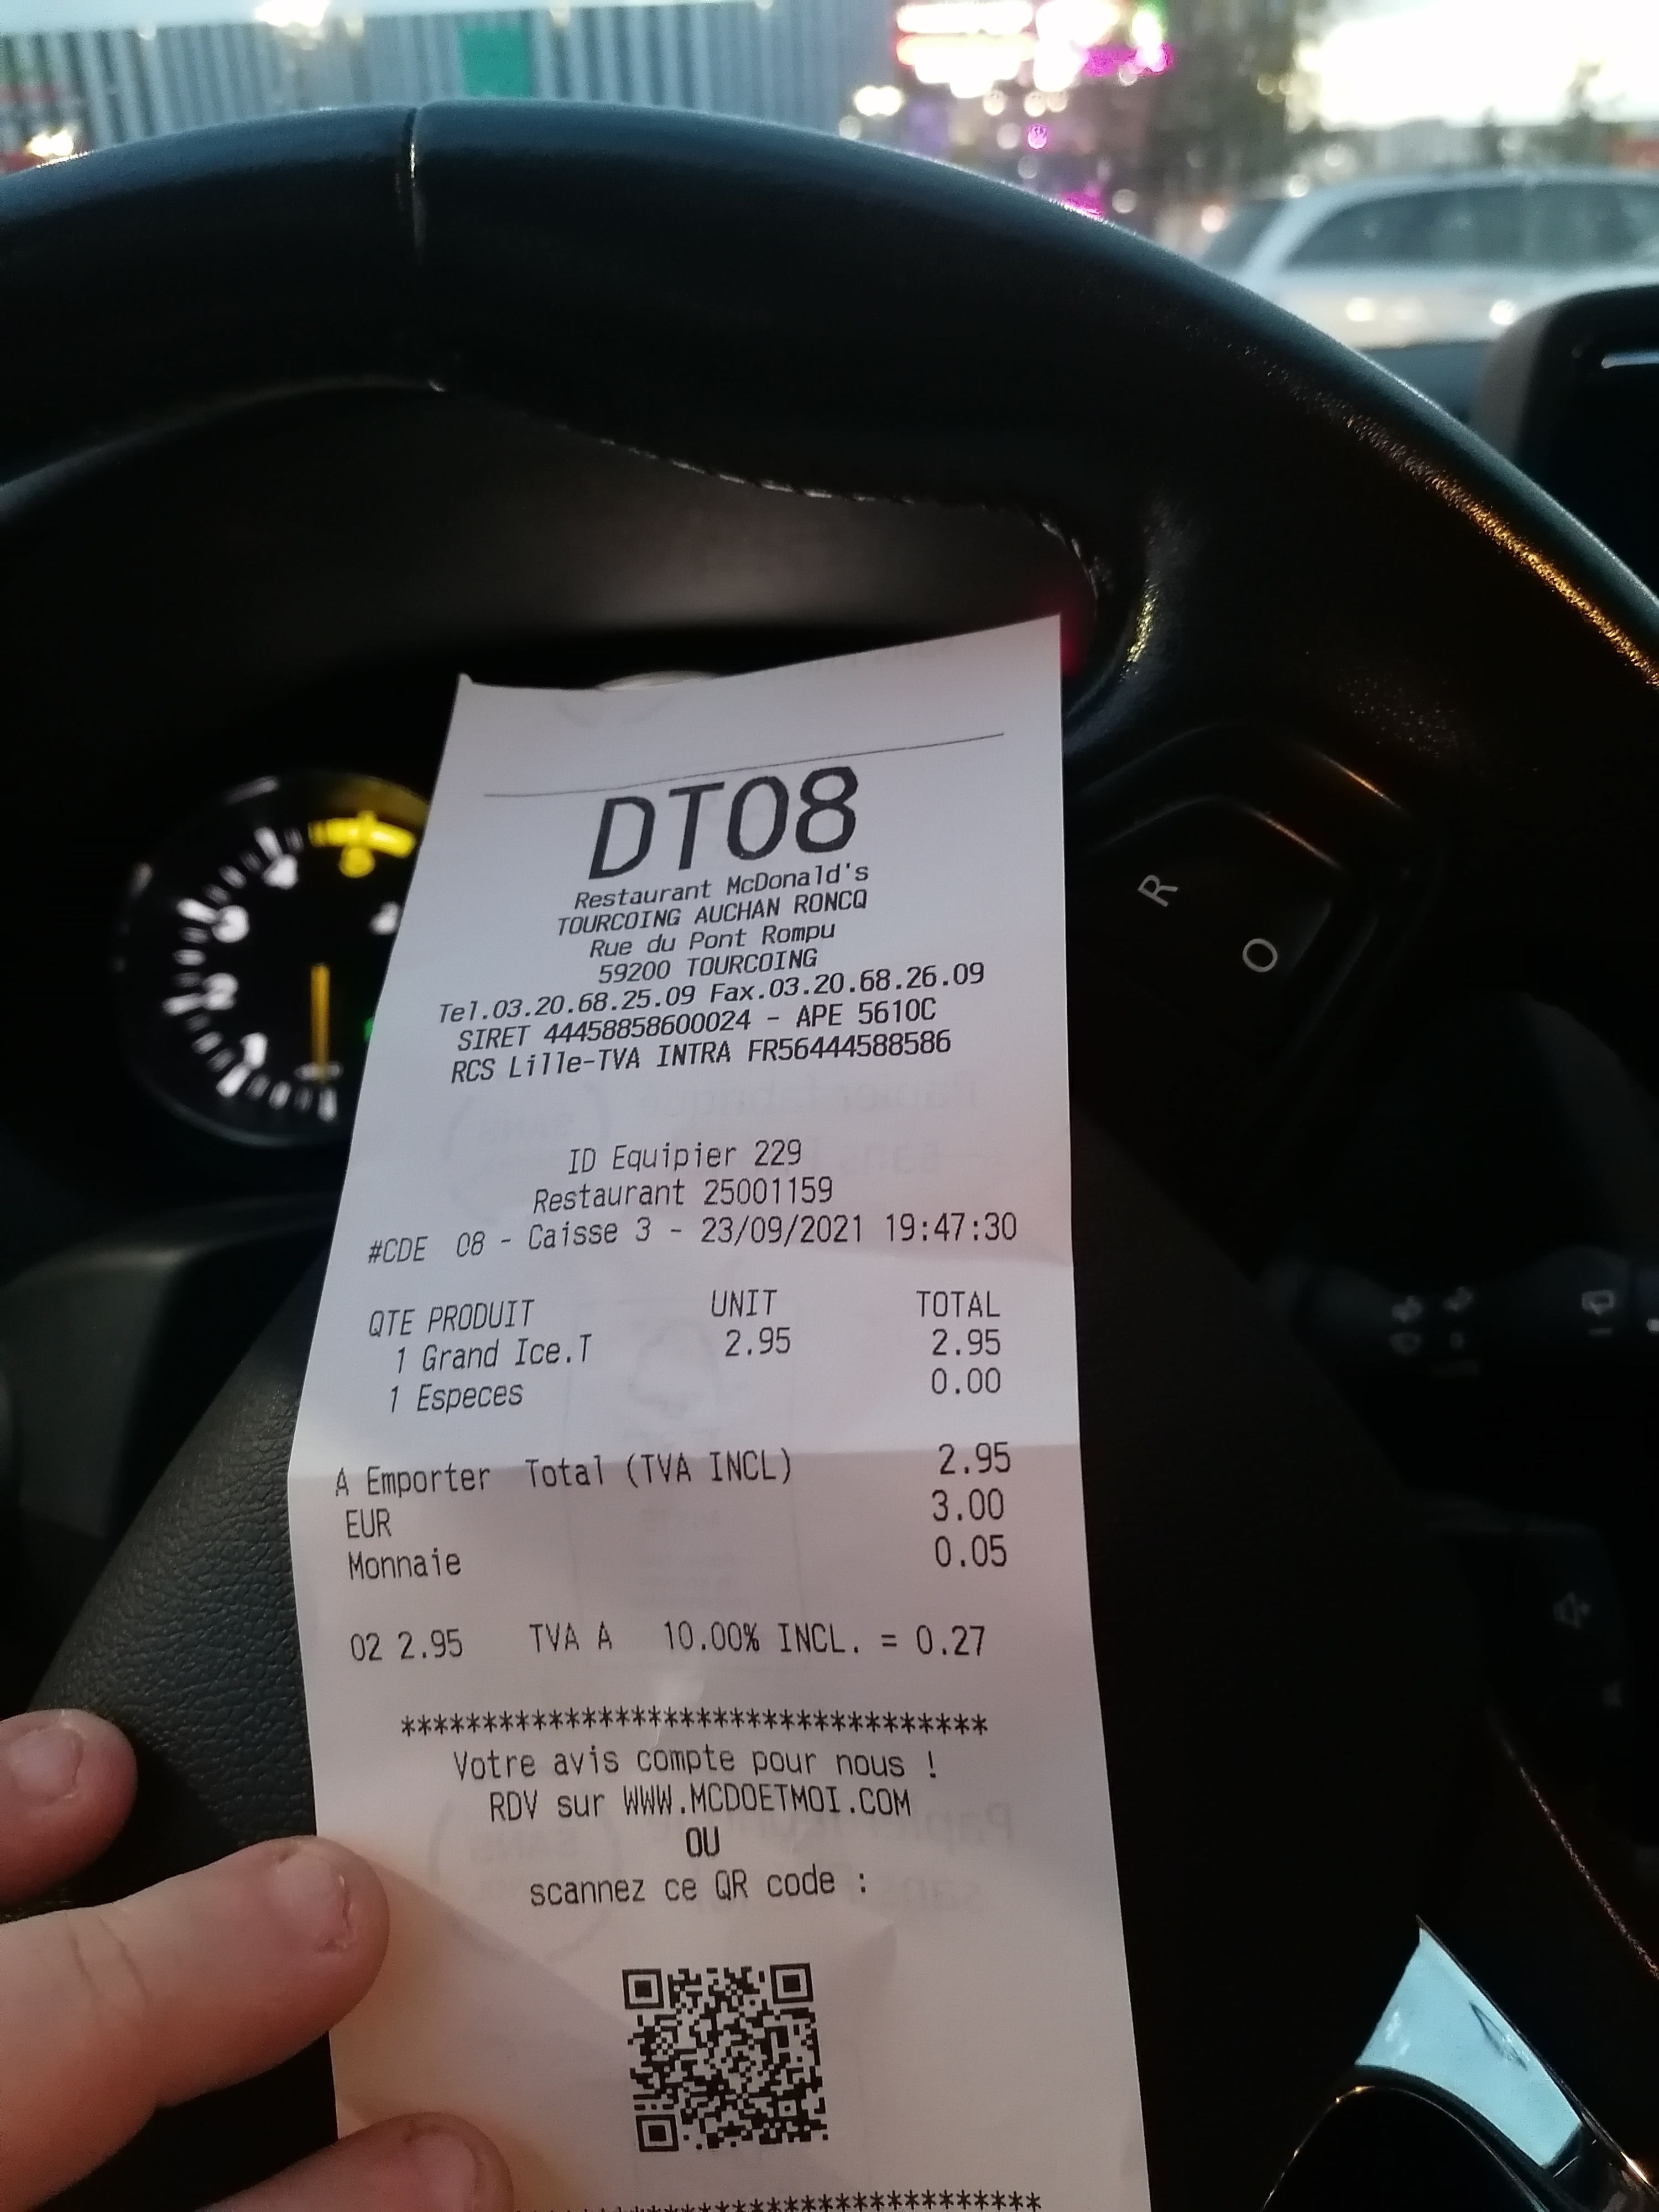 DT08
Restaurant McDonald's
TOURCOING AUCHAN RONCQ
Rue du Pont Rompu
59200 TOURCOING
Tel.03.20.68.25.09 Fax.03.20.68.26.09
SIRET 44458858600024 - APE 5610C
RCS Lille-TVA INTRA FR56444588586
ID Equipier 229
Restaurant 25001159
#CDE 08 - Caisse 3 - 23/09/2021 19:47:30
QTE PRODUIT UNIT TOTAL
1 Grand Ice.T 2.95 2.95
1 Especes 0.00
A Emporter Total (TVA INCL) 2.95
EUR 3.00
Monnaie 0.05
02 2.95 TVA A 10.00% INCL. = 0.27
************************************
Votre avis compte pour nous !
RDV sur WWW.MCDOETMOI.COM
OU
scannez ce QR code :
R
O
4
3
2
1